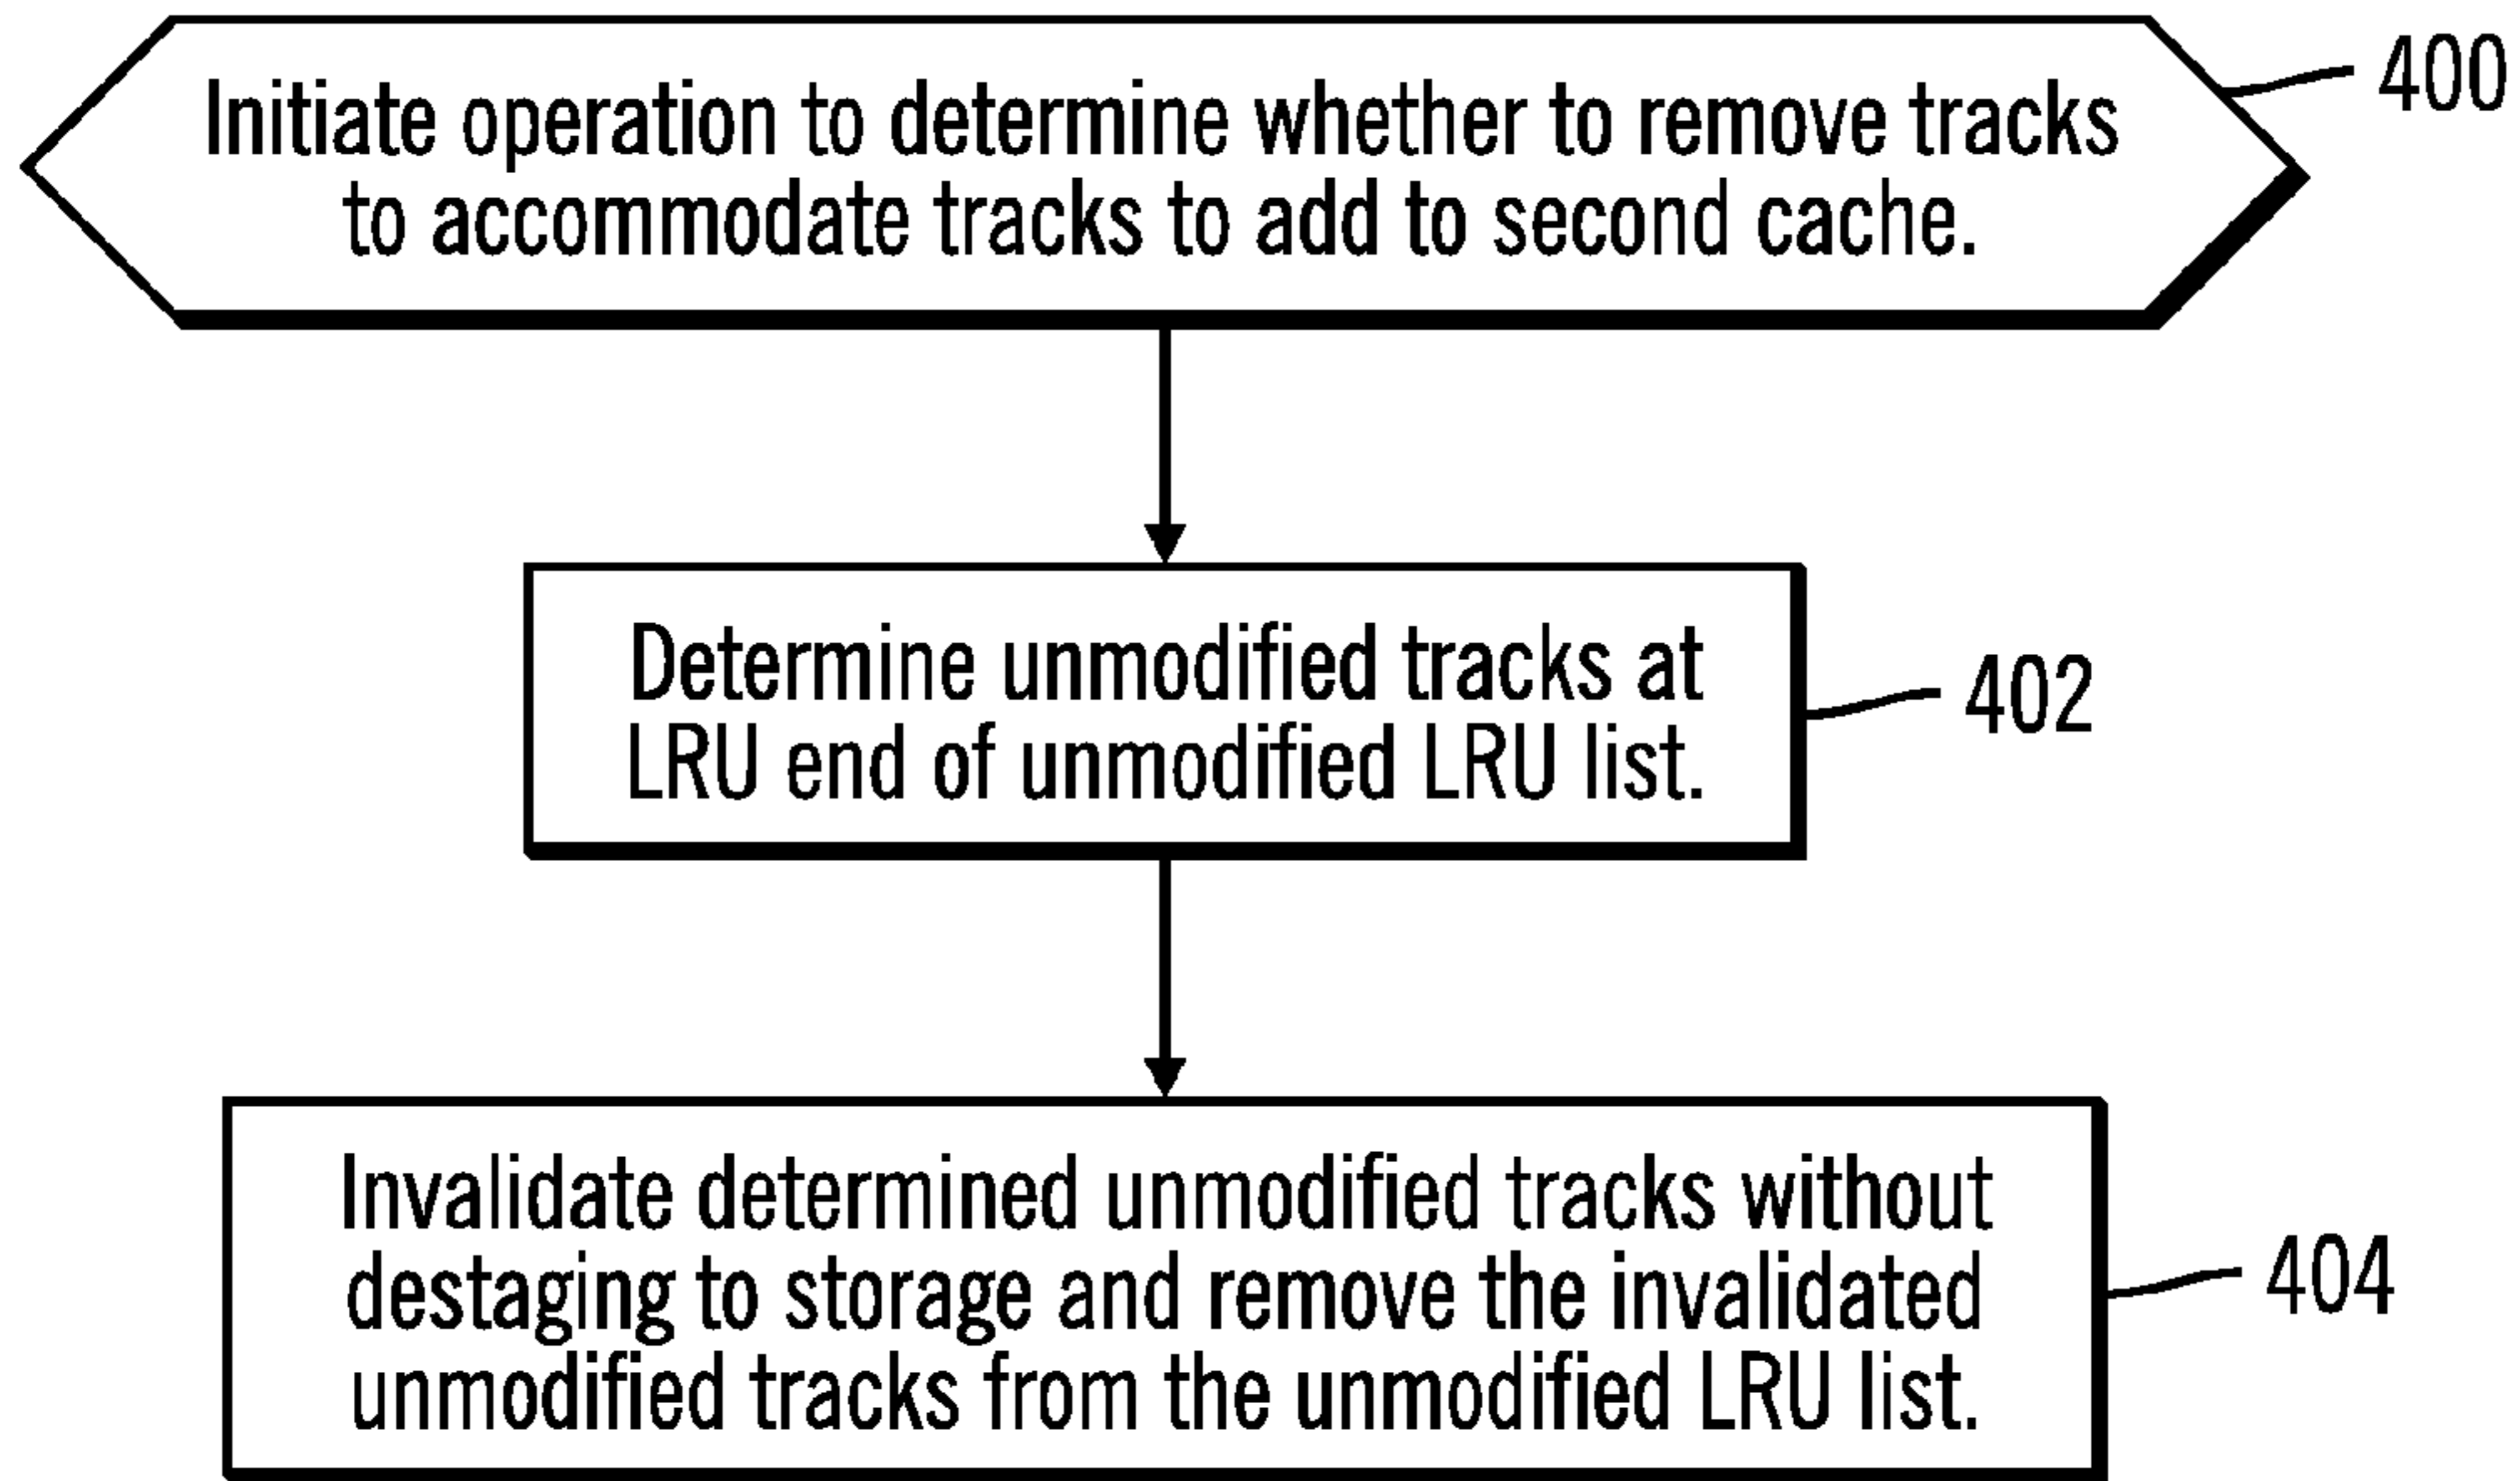 Initiate operation to determine whether to remove tracks
to accommodate tracks to add to second cache.
400
Determine unmodified tracks at
LRU end of unmodified LRU list.
402
Invalidate determined unmodified tracks without
destaging to storage and remove the invalidated
unmodified tracks from the unmodified LRU list.
404